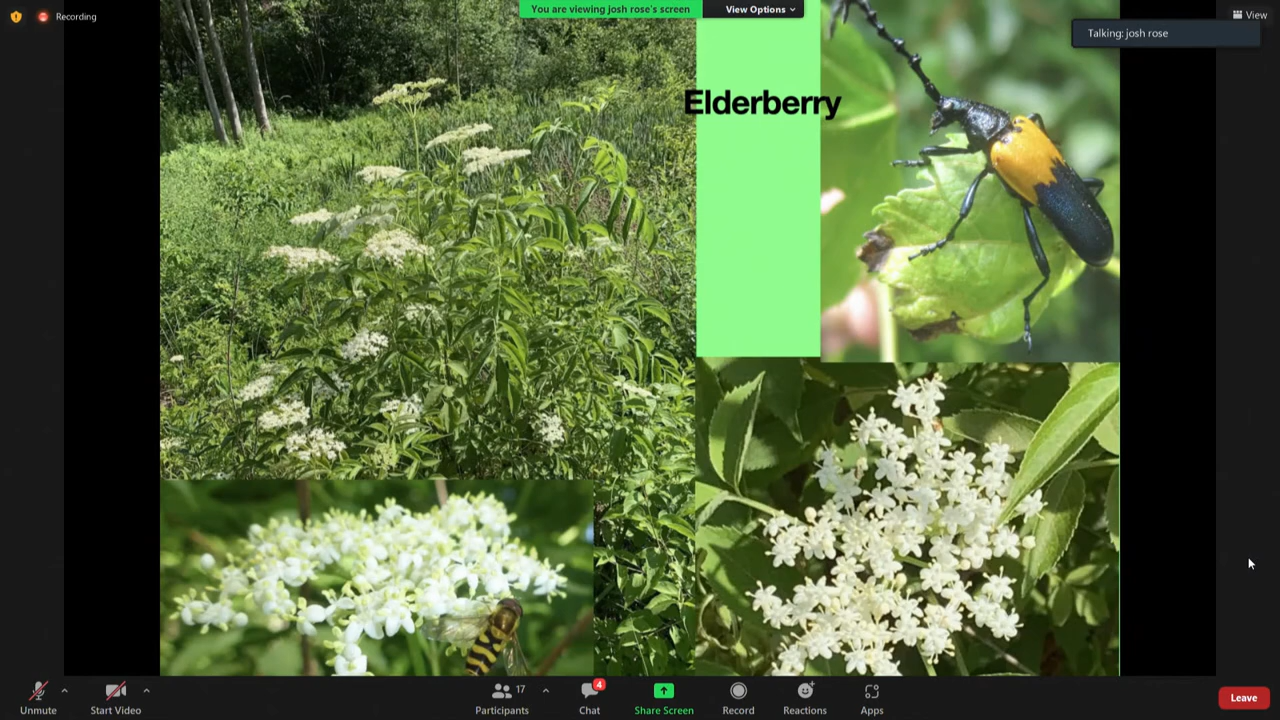 Recording
You are viewing josh rose's screen
View Options
View
Talking: josh rose
Elderberry
Unmute
Start Video
17
Participants
4
Chat
Share Screen
Record
Reactions
Apps
Leave